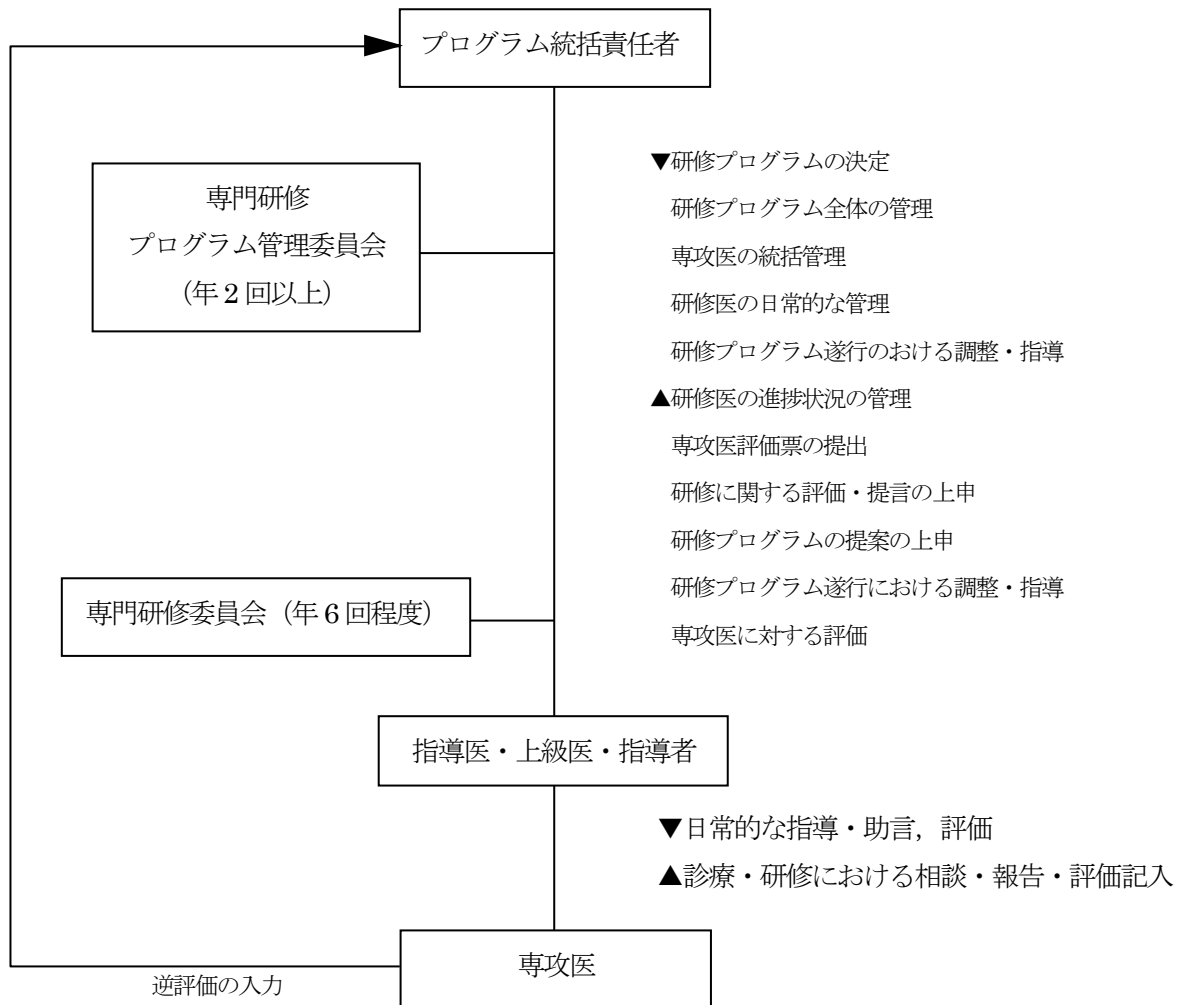 プログラム統括責任者
専門研修
プログラム管理委員会
（年２回以上）
▼研修プログラムの決定
研修プログラム全体の管理
専攻医の統括管理
研修医の日常的な管理
研修プログラム遂行のおける調整・指導
▲研修医の進捗状況の管理
専攻医評価票の提出
研修に関する評価・提言の上申
研修プログラムの提案の上申
研修プログラム遂行における調整・指導
専攻医に対する評価
専門研修委員会（年６回程度）
指導医・上級医・指導者
▼日常的な指導・助言，評価
▲診療・研修における相談・報告・評価記入
専攻医
逆評価の入力